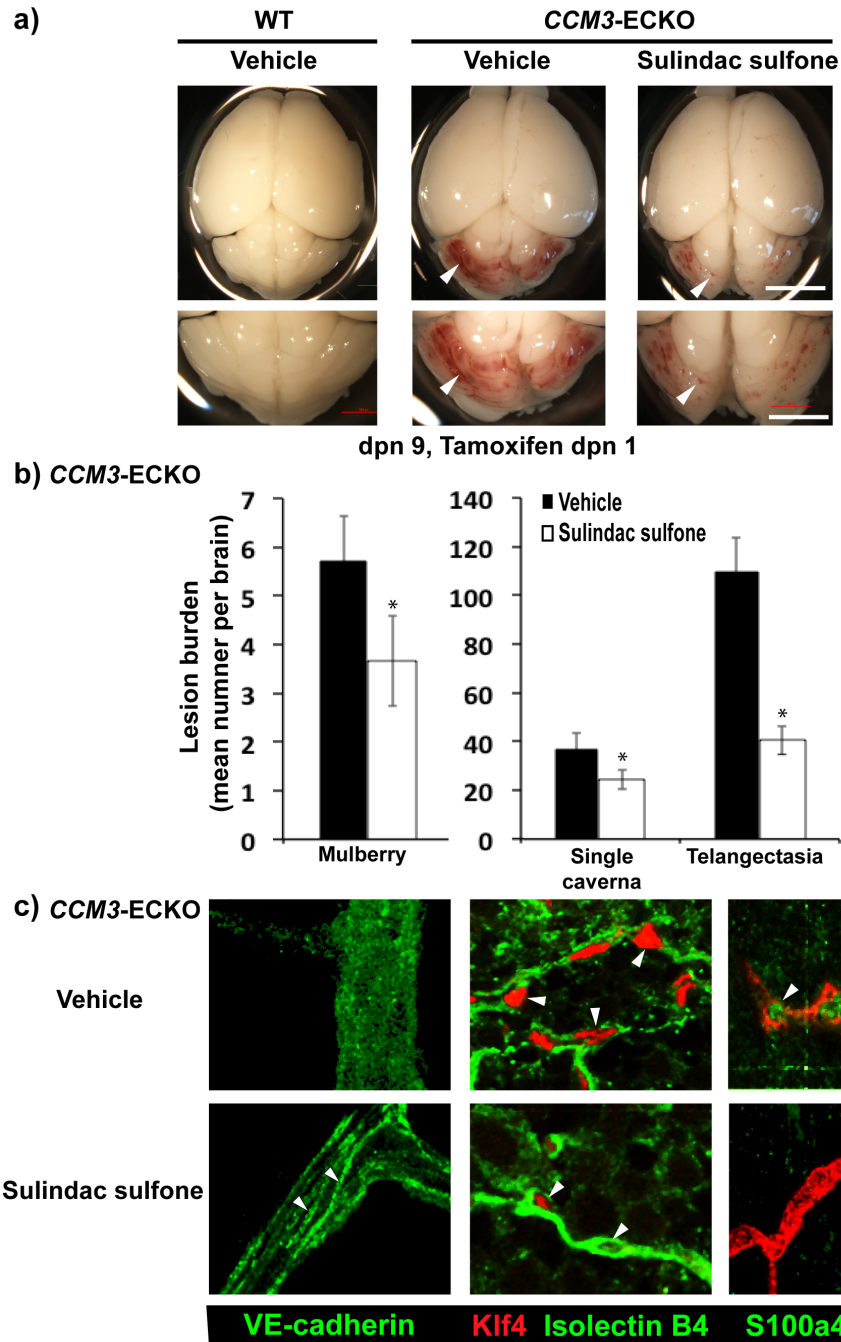 a)
WT
CCM3-ECKO
Vehicle
Vehicle
Sulindac sulfone
dpn 9, Tamoxifen dpn 1
b) CCM3-ECKO
Lesion burden
(mean numner per brain)
7
6
5
4
3
2
1
0
*
Mulberry
140
120
100
80
60
40
20
0
Vehicle
Sulindac sulfone
*
*
Single
caverna
Telangectasia
c) CCM3-ECKO
Vehicle
Sulindac sulfone
VE-cadherin
Klf4 Isolectin B4
S100a4